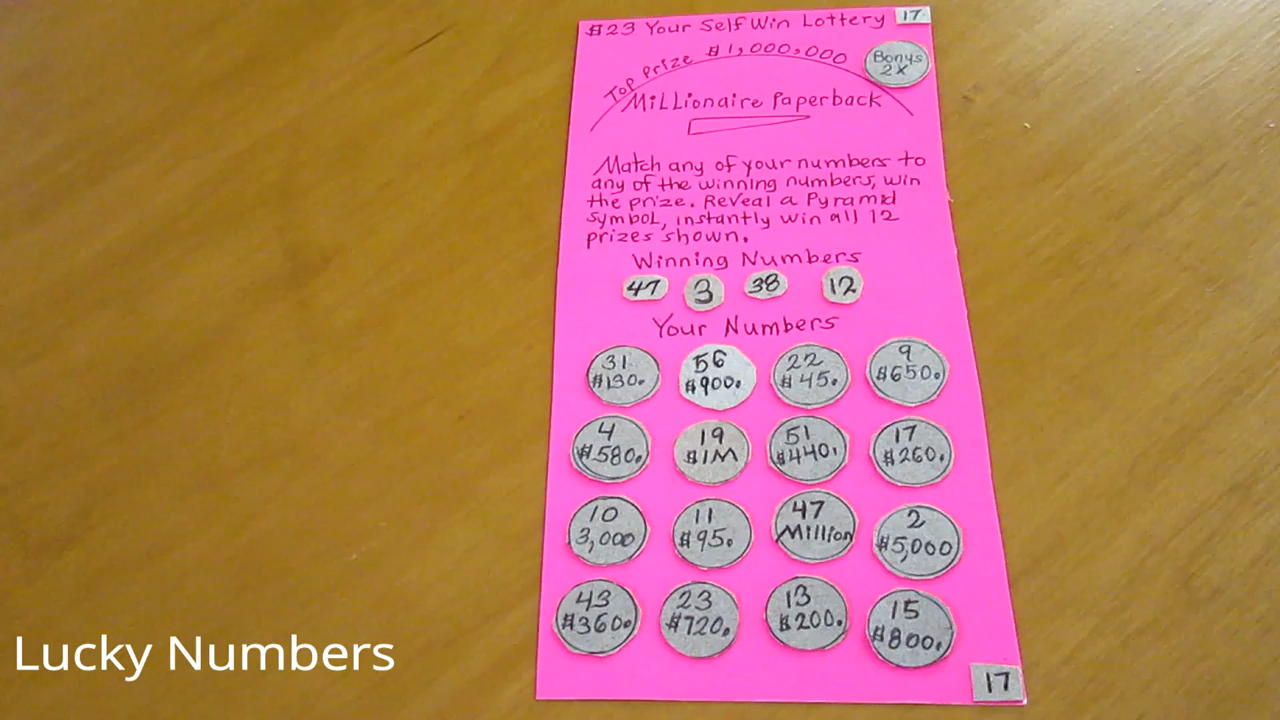 $23 Your Self Win Lottery 17
Top Prize $1,000,000
Bonus
2X
Millionaire Paperback
Match any of your numbers to
any of the winning numbers, win
the prize. Reveal a Pyramid
symbol, instantly win all 12
prizes shown.
Winning Numbers
47 3 38 12
Your Numbers
31 56 22 9
$130. $900. $45. $650.
4 19 51 17
$580. $1M $440. $260.
10 11 47 2
3,000 $95. Million $5,000
43 23 13 15
$360. $720. $200. $800.
17
Lucky Numbers